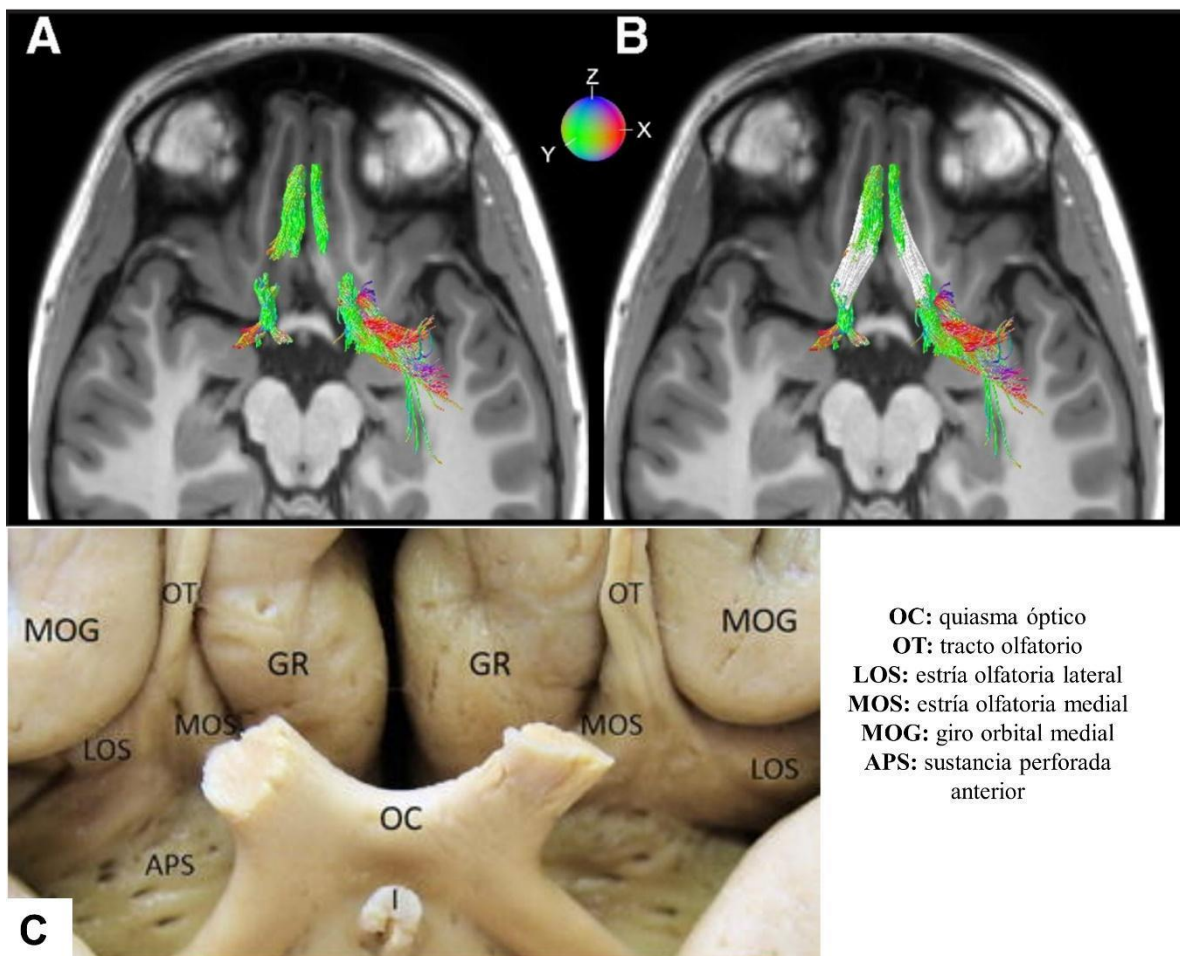 A
B
Z
X
Y
OT
OT
MOG
GR
GR
MOG
MOS
MOS
LOS
LOS
OC
APS
I
C
OC: quiasma óptico
OT: tracto olfatorio
LOS: estría olfatoria lateral
MOS: estría olfatoria medial
MOG: giro orbital medial
APS: sustancia perforada
anterior